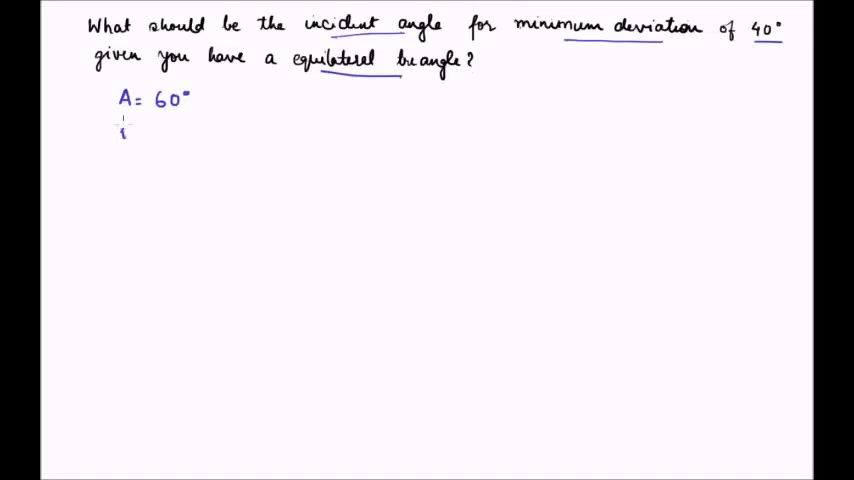 What should be the incident angle for minimum deviation of 40°
given you have a equilateral triangle?
A = 60°